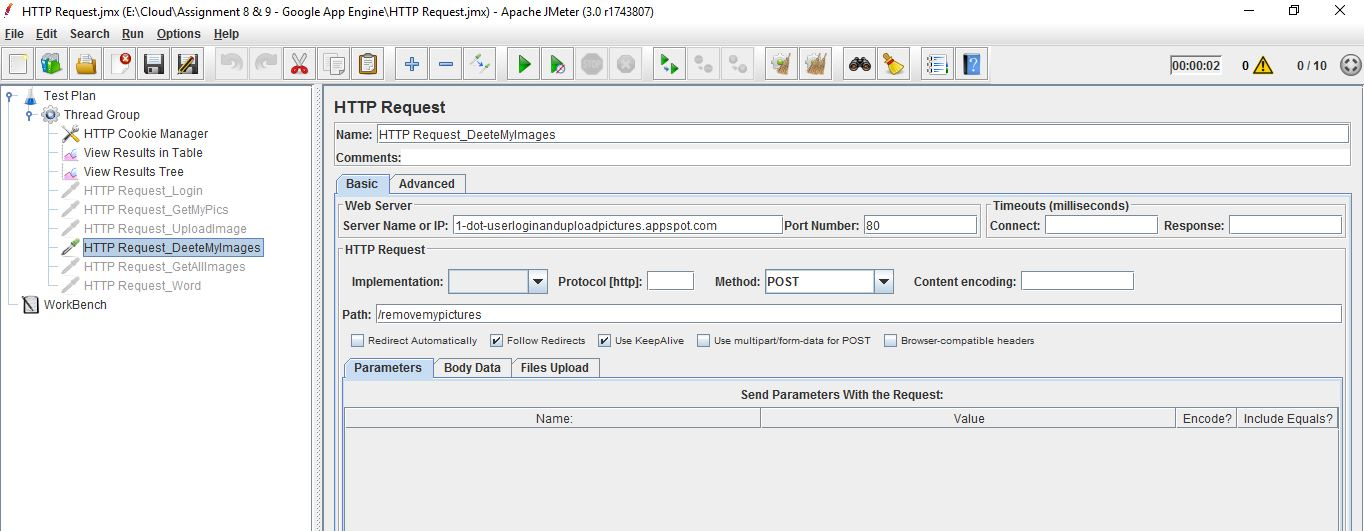 HTTP Request.jmx (E:\Cloud\Assignment 8 & 9 - Google App Engine\HTTP Request.jmx) - Apache JMeter (3.0 r1743807)
File Edit Search Run Options Help
00:00:02 0 0 / 10
Test Plan
Thread Group
HTTP Cookie Manager
View Results in Table
View Results Tree
HTTP Request_Login
HTTP Request_GetMyPics
HTTP Request_UploadImage
HTTP Request_DeeteMyImages
HTTP Request_GetAllImages
HTTP Request_Word
WorkBench
HTTP Request
Name: HTTP Request_DeeteMyImages
Comments:
Basic Advanced
Web Server
Server Name or IP: 1-dot-userloginanduploadpictures.appspot.com Port Number: 80
Timeouts (milliseconds)
Connect: Response:
HTTP Request
Implementation: Protocol [http]: Method: POST Content encoding:
Path: /removemypictures
Redirect Automatically Follow Redirects Use KeepAlive Use multipart/form-data for POST Browser-compatible headers
Parameters Body Data Files Upload
Send Parameters With the Request:
Name: Value Encode? Include Equals?